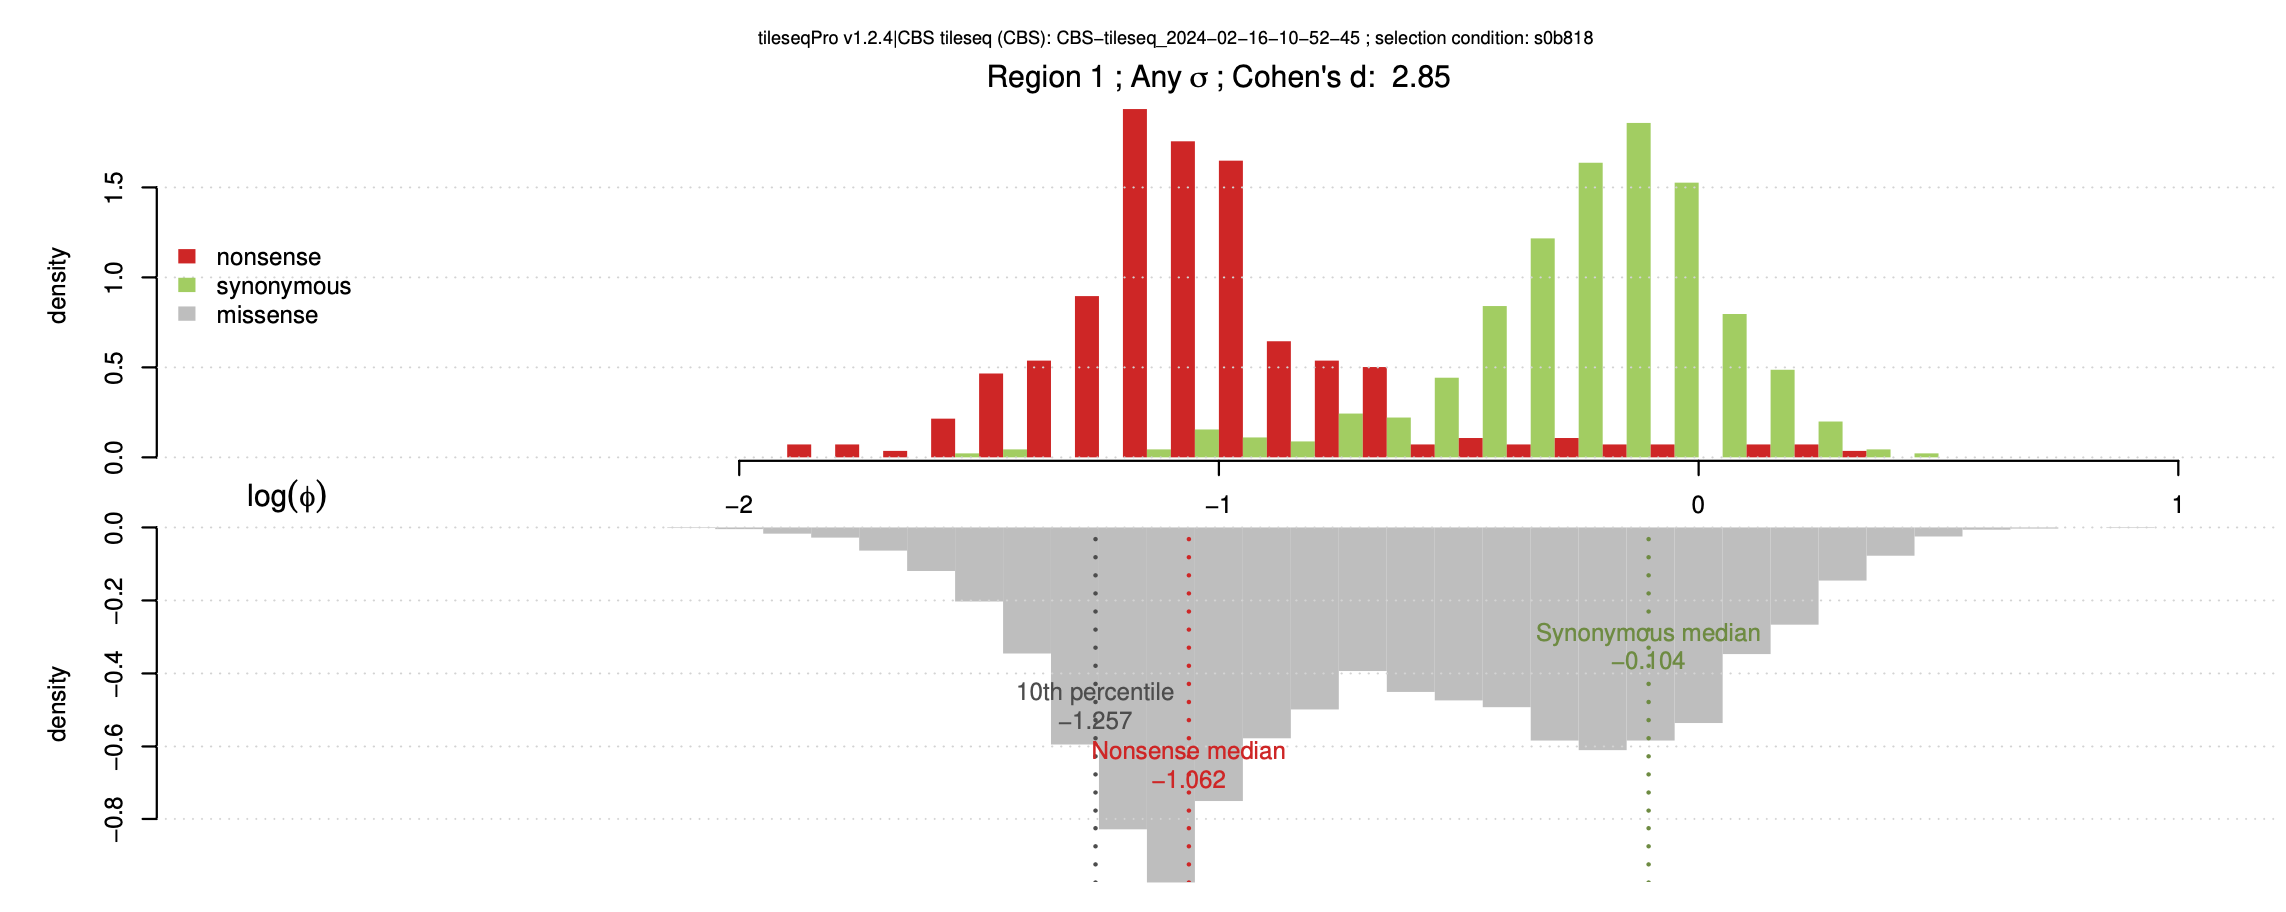 tileseqPro v1.2.4|CBS tileseq (CBS): CBS−tileseq_2024−02−16−10−52−45 ; selection condition: s0b818
Region 1 ; Any σ ; Cohen's d: 2.85
density
0.0 0.5 1.0 1.5
nonsense
synonymous
missense
log(ϕ)
−2 −1 0 1
density
0.0 −0.2 −0.4 −0.6 −0.8
Synonymous median
−0.104
10th percentile
−1.257
Nonsense median
−1.062